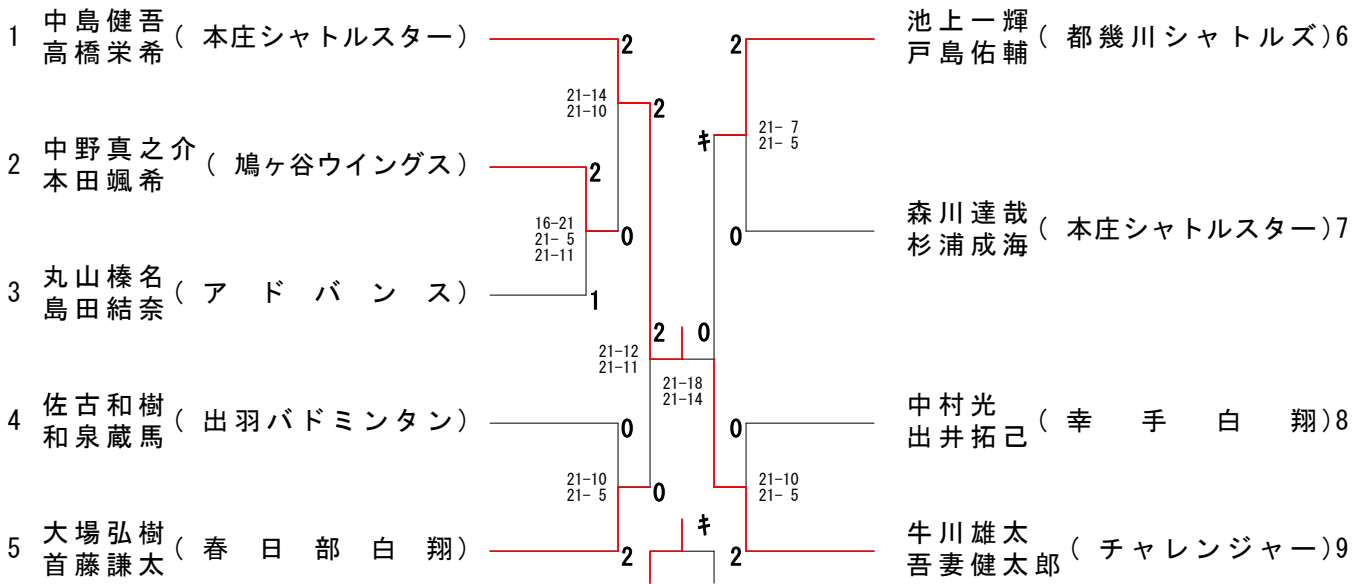 1 中島健吾 高橋栄希 ( 本庄シャトルスター )
2 中野真之介 本田颯希 ( 鳩ヶ谷ウイングス )
3 丸山榛名 島田結奈 ( アドバンス )
4 佐古和樹 和泉蔵馬 ( 出羽バドミンタン )
5 大場弘樹 首藤謙太 ( 春日部白翔 )
2
21-14
21-10
2
2
16-21
21- 5
21-11
0
1
2
21-12
21-11
0
21-10
21- 5
0
2
0
21-18
21-14
キ
2
キ
21- 7
21- 5
0
0
21-10
21- 5
2
池上一輝 戸島佑輔 ( 都幾川シャトルズ ) 6
森川達哉 杉浦成海 ( 本庄シャトルスター ) 7
中村光 出井拓己 ( 幸手白翔 ) 8
牛川雄太 吾妻健太郎 ( チャレンジャー ) 9